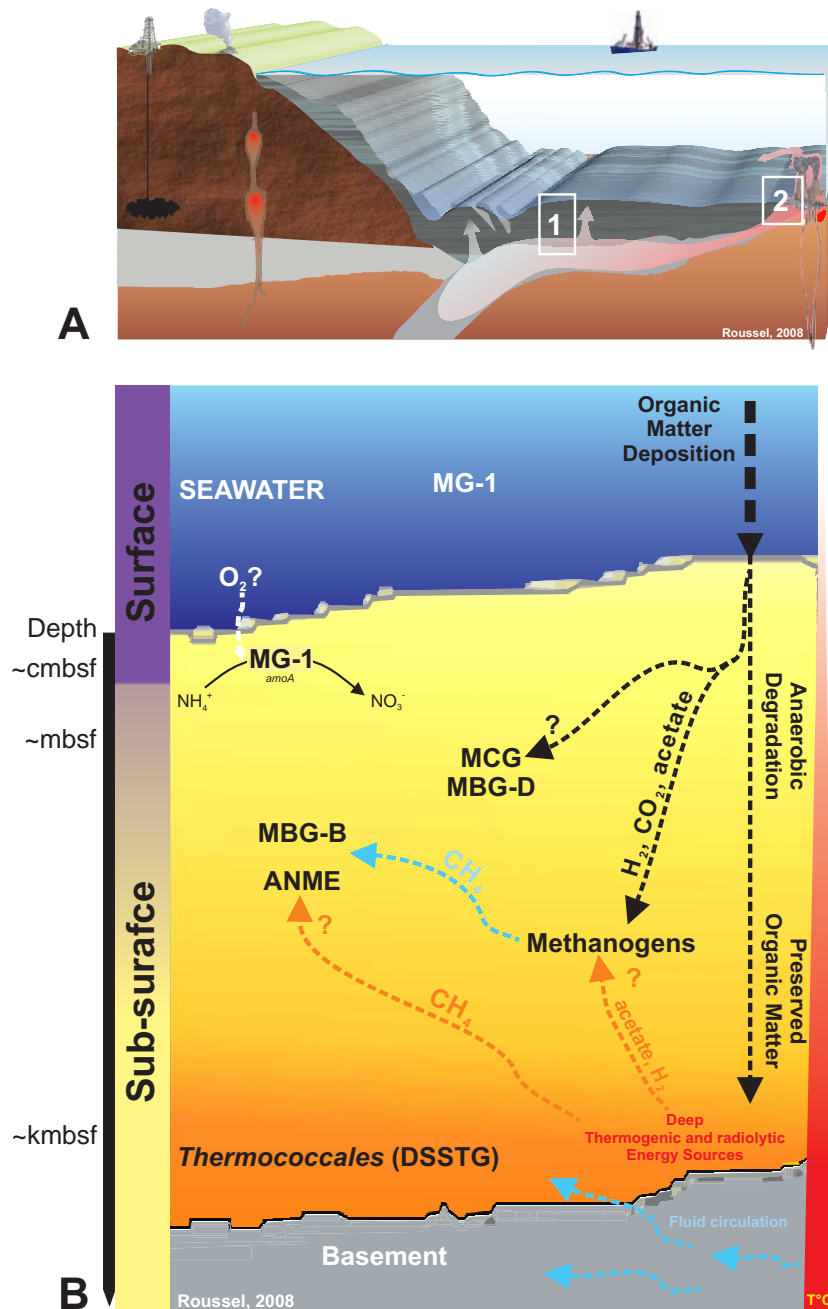 1
2
A
Roussel, 2008
Organic
Matter
Deposition
SEAWATER
MG-1
Surface
O₂?
Depth
~cmbsf
MG-1
amoA
NH₄⁺
NO₃⁻
~mbsf
?
MCG
MBG-D
H₂, CO₂, acetate
Anaerobic
Degradation
MBG-B
CH₄
ANME
?
Methanogens
?
Preserved
Organic Matter
CH₄
acetate, H₂
Sub-surafce
~kmbsf
Deep
Thermogenic and radiolytic
Energy Sources
Thermococcales (DSSTG)
Fluid circulation
Basement
B
Roussel, 2008
T°C